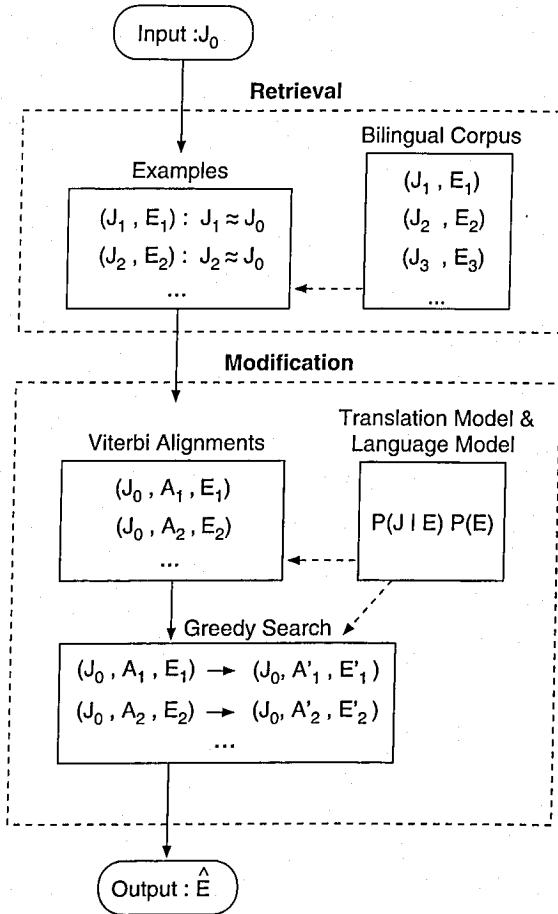 Input :J₀
Retrieval
Bilingual Corpus
Examples
(J₁ , E₁) : J₁ ≈ J₀
(J₂ , E₂) : J₂ ≈ J₀
...
(J₁ , E₁)
(J₂ , E₂)
(J₃ , E₃)
...
Modification
Translation Model &
Language Model
Viterbi Alignments
(J₀ , A₁ , E₁)
(J₀ , A₂ , E₂)
...
P(J | E) P(E)
Greedy Search
(J₀ , A₁ , E₁) → (J₀, A'₁ , E'₁)
(J₀ , A₂ , E₂) → (J₀, A'₂ , E'₂)
...
Output : Ê